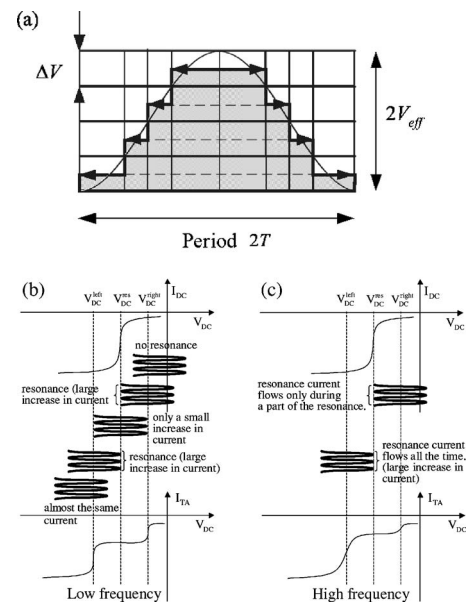 (a)
ΔV
2V_eff
Period 2T
(b)
V_DC^left V_DC^res V_DC^right
I_DC
V_DC
no resonance
resonance (large
increase in current)
only a small
increase in
current
resonance (large
increase in current)
almost the same
current
I_TA
V_DC
Low frequency
(c)
V_DC^left V_DC^res V_DC^right
I_DC
V_DC
resonance current
flows only during
a part of the resonance.
resonance current
flows all the time.
(large increase in
current)
I_TA
V_DC
High frequency